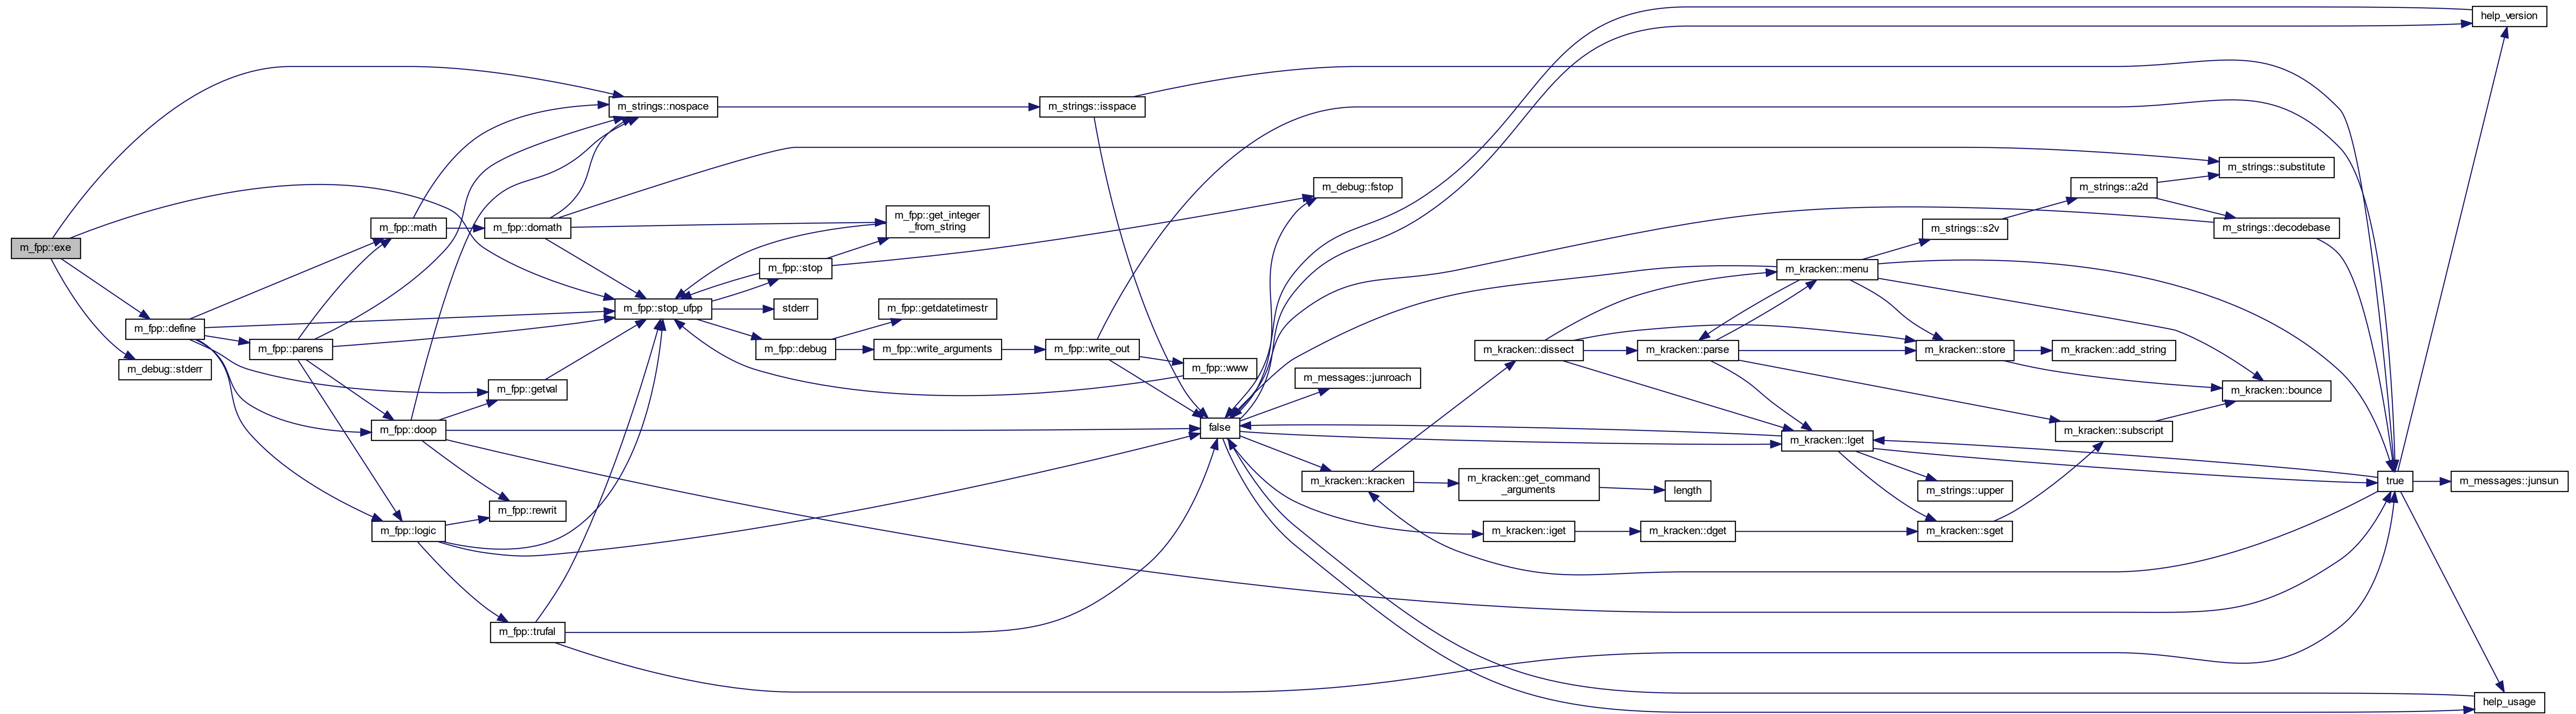 help_version
m_strings::nospace
m_strings::isspace
m_strings::substitute
m_debug::fstop
m_strings::a2d
m_fpp::get_integer
_from_string
m_fpp::math
m_fpp::domath
m_strings::s2v
m_strings::decodebase
m_fpp::exe
m_fpp::stop
m_kracken::menu
m_fpp::stop_ufpp
stderr
m_fpp::getdatetimestr
m_fpp::define
m_fpp::parens
m_fpp::debug
m_fpp::write_arguments
m_fpp::write_out
m_kracken::dissect
m_kracken::parse
m_kracken::store
m_kracken::add_string
m_debug::stderr
m_fpp::www
m_messages::junroach
m_fpp::getval
m_kracken::bounce
m_fpp::doop
false
m_kracken::subscript
m_kracken::lget
m_kracken::kracken
m_kracken::get_command
_arguments
length
m_strings::upper
true
m_messages::junsun
m_fpp::rewrit
m_fpp::logic
m_kracken::iget
m_kracken::dget
m_kracken::sget
m_fpp::trufal
help_usage